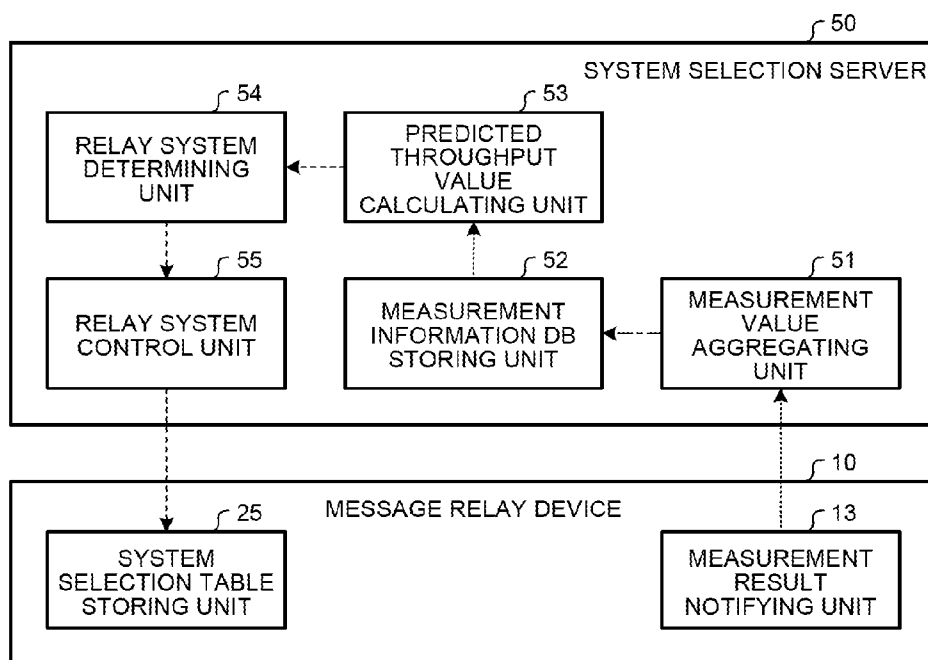 50
SYSTEM SELECTION SERVER
54
RELAY SYSTEM
DETERMINING
UNIT
53
PREDICTED
THROUGHPUT
VALUE
CALCULATING UNIT
55
RELAY SYSTEM
CONTROL UNIT
52
MEASUREMENT
INFORMATION DB
STORING UNIT
51
MEASUREMENT
VALUE
AGGREGATING
UNIT
10
MESSAGE RELAY DEVICE
25
SYSTEM
SELECTION TABLE
STORING UNIT
13
MEASUREMENT
RESULT
NOTIFYING UNIT